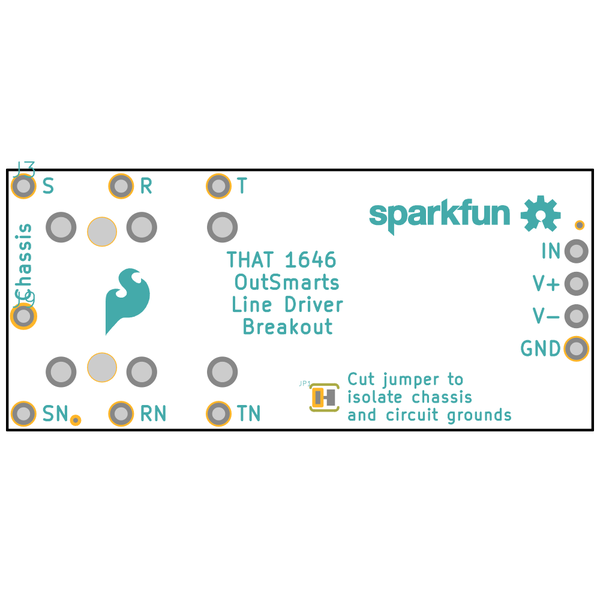 J3
S R T
sparkfun
IN
V+
V−
GND
Chassis
THAT 1646
OutSmarts
Line Driver
Breakout
JP1
Cut jumper to
isolate chassis
and circuit grounds
SN RN TN